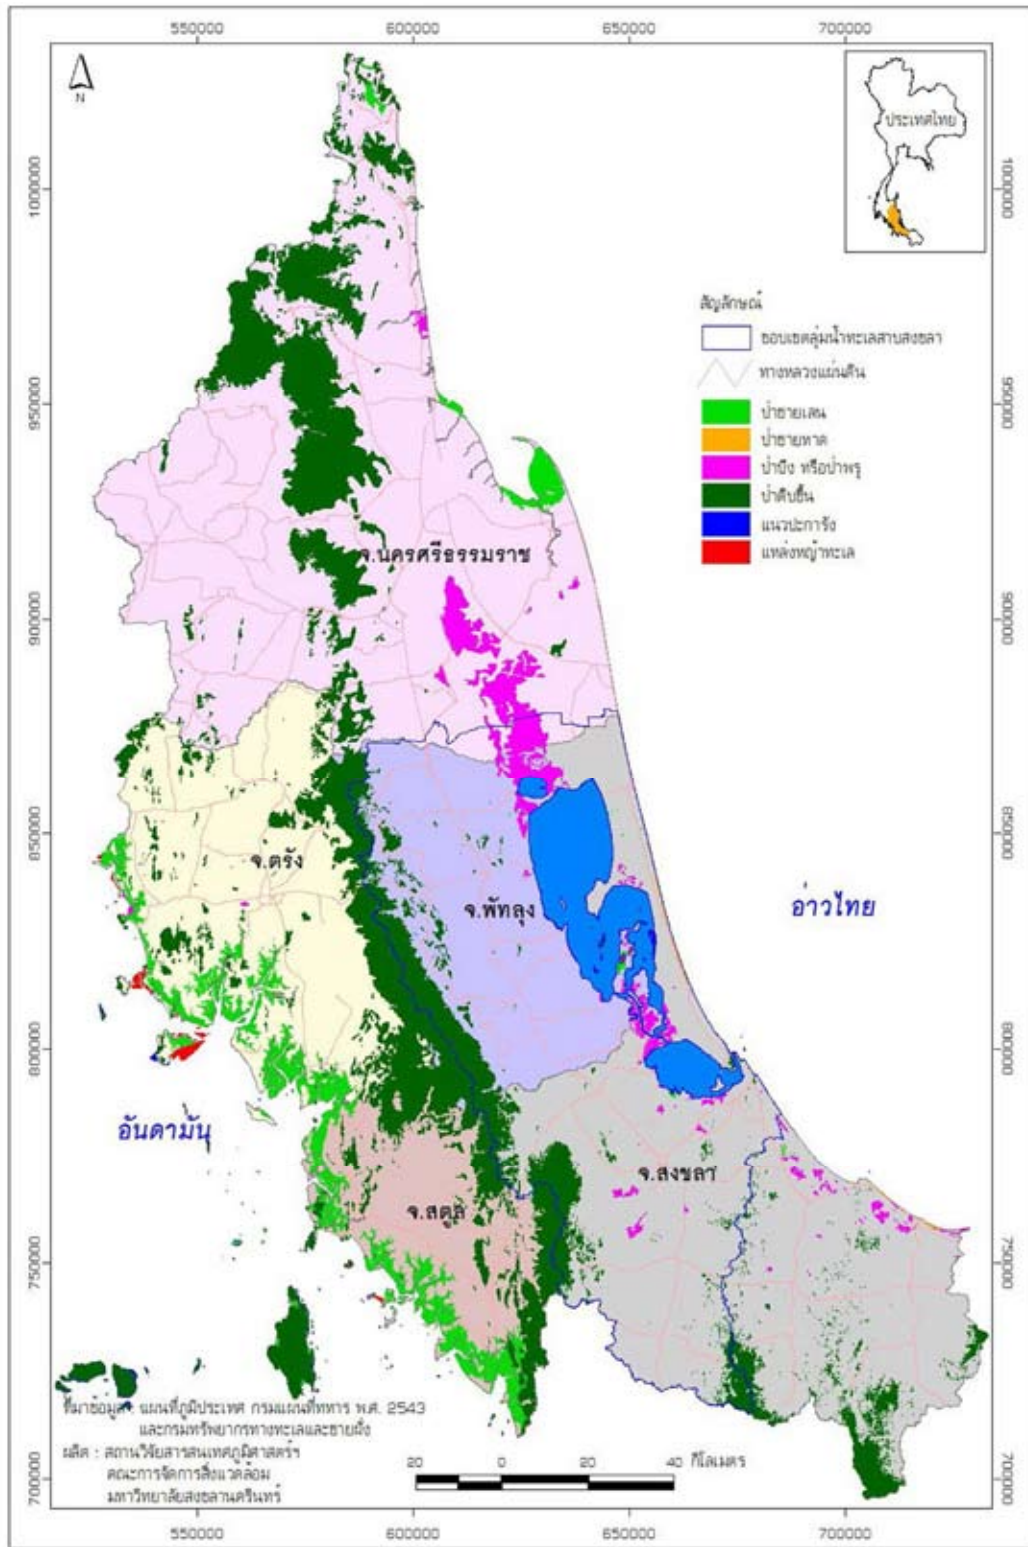 550000 600000 650000 700000
N
ประเทศไทย
1000000
950000
900000
850000
800000
750000
700000
1000000
950000
900000
850000
800000
750000
700000
สัญลักษณ์
ขอบเขตลุ่มน้ำทะเลสาบสงขลา
ทางหลวงแผ่นดิน
ป่าชายเลน
ป่าชายหาด
ป่าบึง หรือป่าพรุ
ป่าดิบชื้น
แนวปะการัง
แหล่งหญ้าทะเล
จ.นครศรีธรรมราช
จ.ตรัง
จ.พัทลุง
อ่าวไทย
อันดามัน
จ.สงขลา
จ.สตูล
ที่มาข้อมูล : แผนที่ภูมิประเทศ กรมแผนที่ทหาร พ.ศ. 2543
และกรมทรัพยากรทางทะเลและชายฝั่ง
ผลิต : สถานวิจัยสารสนเทศภูมิศาสตร์ฯ
คณะการจัดการสิ่งแวดล้อม
มหาวิทยาลัยสงขลานครินทร์
20 0 20 40 กิโลเมตร
550000 600000 650000 700000